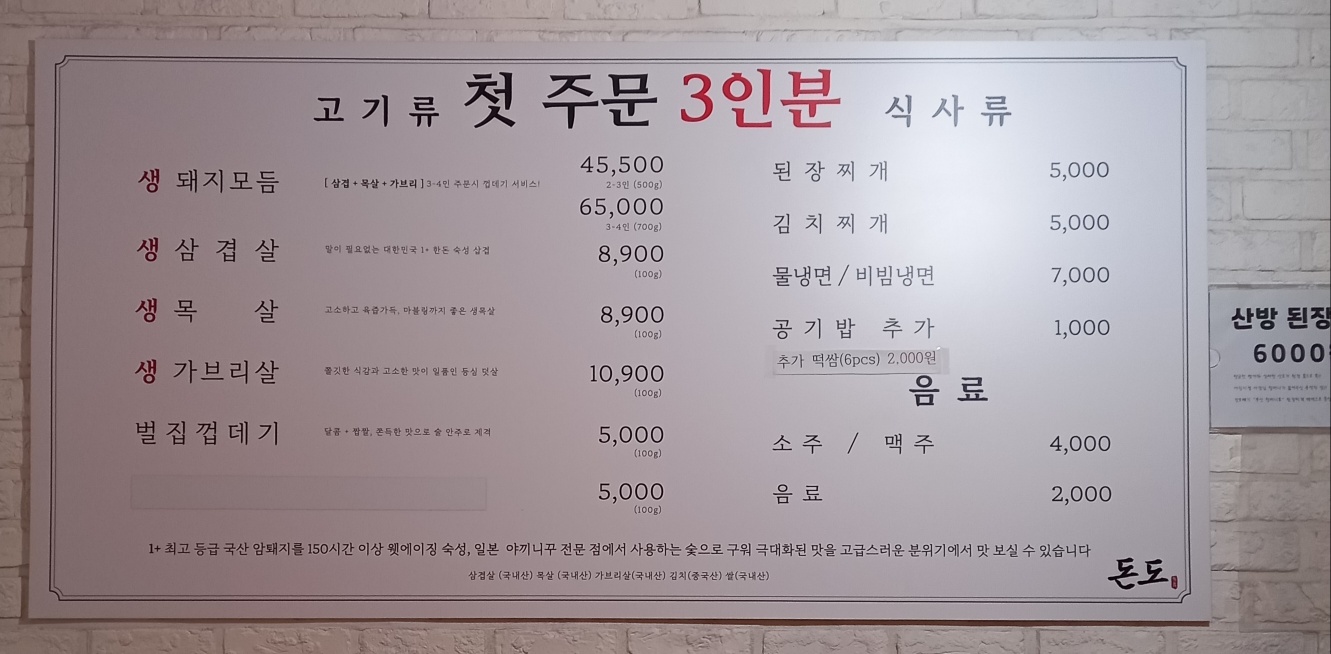 고기류 첫 주문 3인분 식사류
생 돼지모듬 [ 삼겹 + 목살 + 가브리 ] 3-4인 주문시 껍데기 서비스! 45,500
2-3인 (500g)
65,000
3-4인 (700g)
생 삼겹살 말이 필요없는 대한민국 1+ 한돈 숙성 삼겹 8,900
(100g)
생 목살 고소하고 육즙가득, 마블링까지 좋은 생목살 8,900
(100g)
생 가브리살 쫄깃한 식감과 고소한 맛이 일품인 등심 덧살 10,900
(100g)
벌집껍데기 달콤 + 짭짤, 쫀득한 맛으로 술 안주로 제격 5,000
(100g)
5,000
(100g)
된장찌개 5,000
김치찌개 5,000
물냉면 / 비빔냉면 7,000
공기밥 추가 1,000
추가 떡쌈(6pcs) 2,000원
음료
소주 / 맥주 4,000
음료 2,000
1+ 최고 등급 국산 암퇘지를 150시간 이상 웻에이징 숙성, 일본 야끼니꾸 전문 점에서 사용하는 숯으로 구워 극대화된 맛을 고급스러운 분위기에서 맛 보실 수 있습니다
삼겹살 (국내산) 목살 (국내산) 가브리살(국내산) 김치(중국산) 쌀(국내산)
돈도
산방 된장
6000